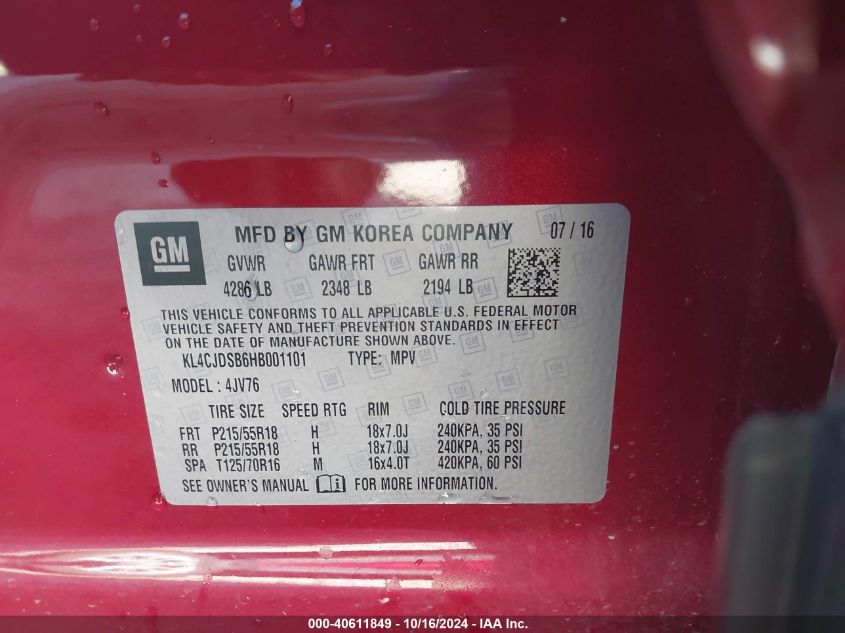 GM MFD BY GM KOREA COMPANY 07 / 16
GVWR GAWR FRT GAWR RR
4286 LB 2348 LB 2194 LB
THIS VEHICLE CONFORMS TO ALL APPLICABLE U.S. FEDERAL MOTOR
VEHICLE SAFETY AND THEFT PREVENTION STANDARDS IN EFFECT
ON THE DATE OF MANUFACTURE SHOWN ABOVE.
KL4CJDSB6HB001101 TYPE: MPV
MODEL : 4JV76
TIRE SIZE SPEED RTG RIM COLD TIRE PRESSURE
FRT P215/55R18 H 18x7.0J 240KPA, 35 PSI
RR P215/55R18 H 18x7.0J 240KPA, 35 PSI
SPA T125/70R16 M 16x4.0T 420KPA, 60 PSI
SEE OWNER'S MANUAL FOR MORE INFORMATION.
000-40611849 - 10/16/2024 - IAA Inc.